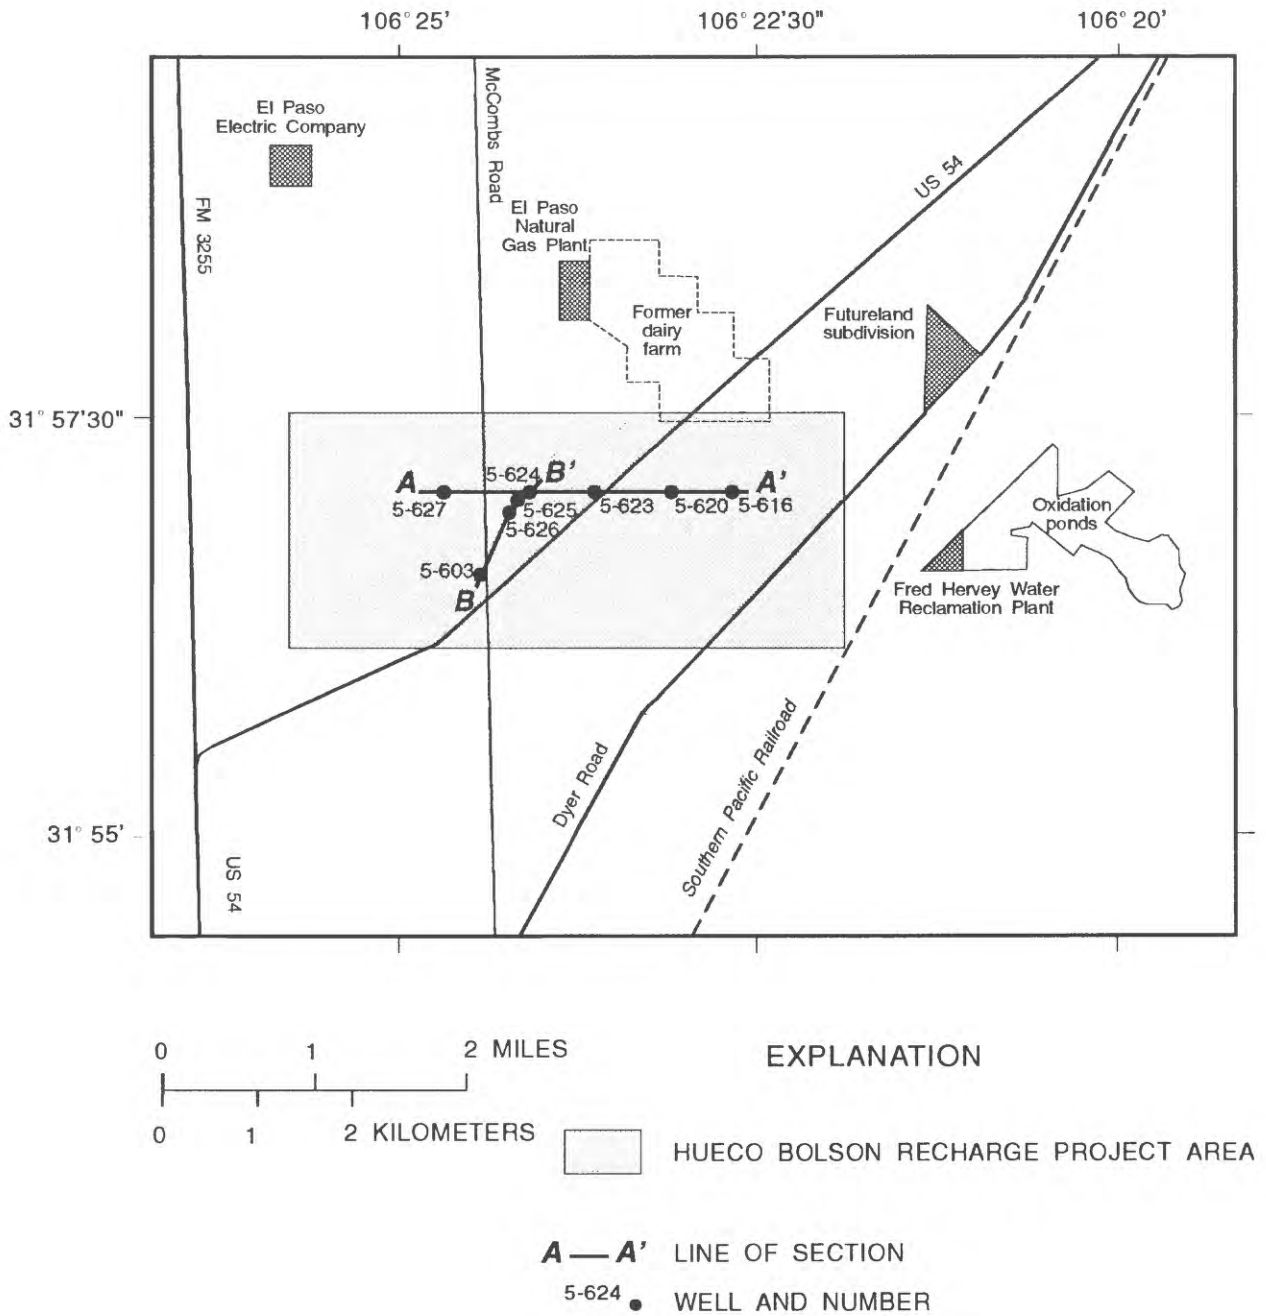 106° 25'
106° 22'30"
106° 20'
El Paso
Electric Company
McCombs Road
US 54
FM 3255
El Paso
Natural
Gas Plant
Former
dairy
farm
Futureland
subdivision
31° 57'30"
A
5-624
B'
A'
5-627
5-625
5-623
5-620
5-616
5-626
5-603
B
Oxidation
ponds
Fred Hervey Water
Reclamation Plant
Dyer Road
Southern Pacific Railroad
31° 55'
US 54
0 1 2 MILES
0 1 2 KILOMETERS
EXPLANATION
HUECO BOLSON RECHARGE PROJECT AREA
A — A' LINE OF SECTION
5-624 WELL AND NUMBER